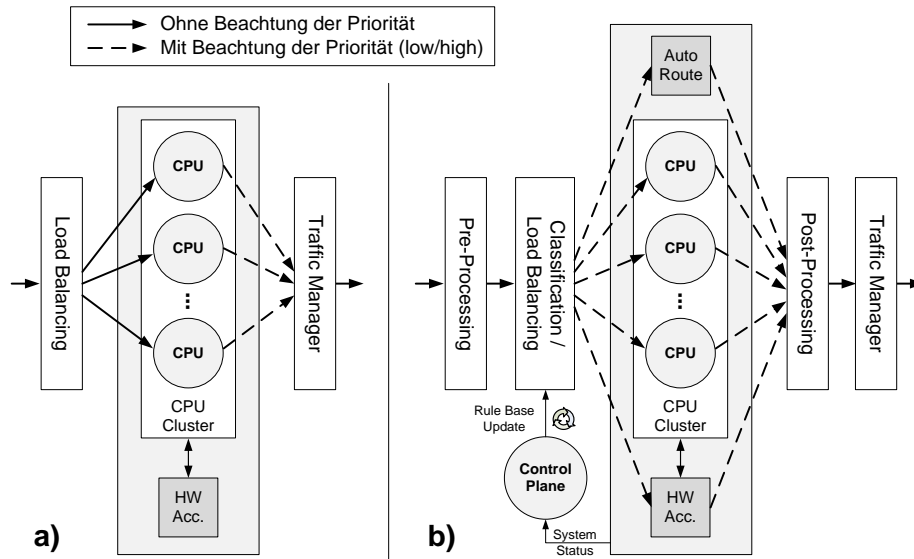 Ohne Beachtung der Priorität
Mit Beachtung der Priorität (low/high)
Load Balancing
CPU
CPU
...
CPU
CPU
Cluster
HW
Acc.
Traffic Manager
a)
Pre-Processing
Classification /
Load Balancing
Auto
Route
CPU
CPU
...
CPU
CPU
Cluster
HW
Acc.
Post-Processing
Traffic Manager
Rule Base
Update
Control
Plane
System
Status
b)